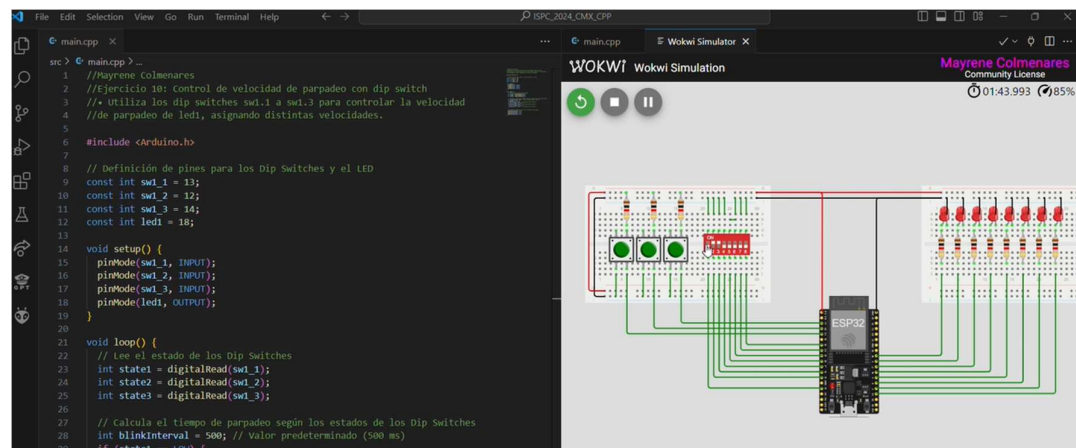 File Edit Selection View Go Run Terminal Help
ISPC_2024_CMX_CPP
main.cpp
src > main.cpp > ...
1 //Mayrene Colmenares
2 //Ejercicio 10: Control de velocidad de parpadeo con dip switch
3 //• Utiliza los dip switches sw1.1 a sw1.3 para controlar la velocidad
4 //de parpadeo de led1, asignando distintas velocidades.
5
6 #include <Arduino.h>
7
8 // Definición de pines para los Dip Switches y el LED
9 const int sw1_1 = 13;
10 const int sw1_2 = 12;
11 const int sw1_3 = 14;
12 const int led1 = 18;
13
14 void setup() {
15 pinMode(sw1_1, INPUT);
16 pinMode(sw1_2, INPUT);
17 pinMode(sw1_3, INPUT);
18 pinMode(led1, OUTPUT);
19 }
20
21 void loop() {
22 // Lee el estado de los Dip Switches
23 int state1 = digitalRead(sw1_1);
24 int state2 = digitalRead(sw1_2);
25 int state3 = digitalRead(sw1_3);
26
27 // Calcula el tiempo de parpadeo según los estados de los Dip Switches
28 int blinkInterval = 500; // Valor predeterminado (500 ms)
main.cpp
Wokwi Simulator
WOKWi Wokwi Simulation
Mayrene Colmenares
Community License
01:43.993 85%
ON
ESP32
GPT